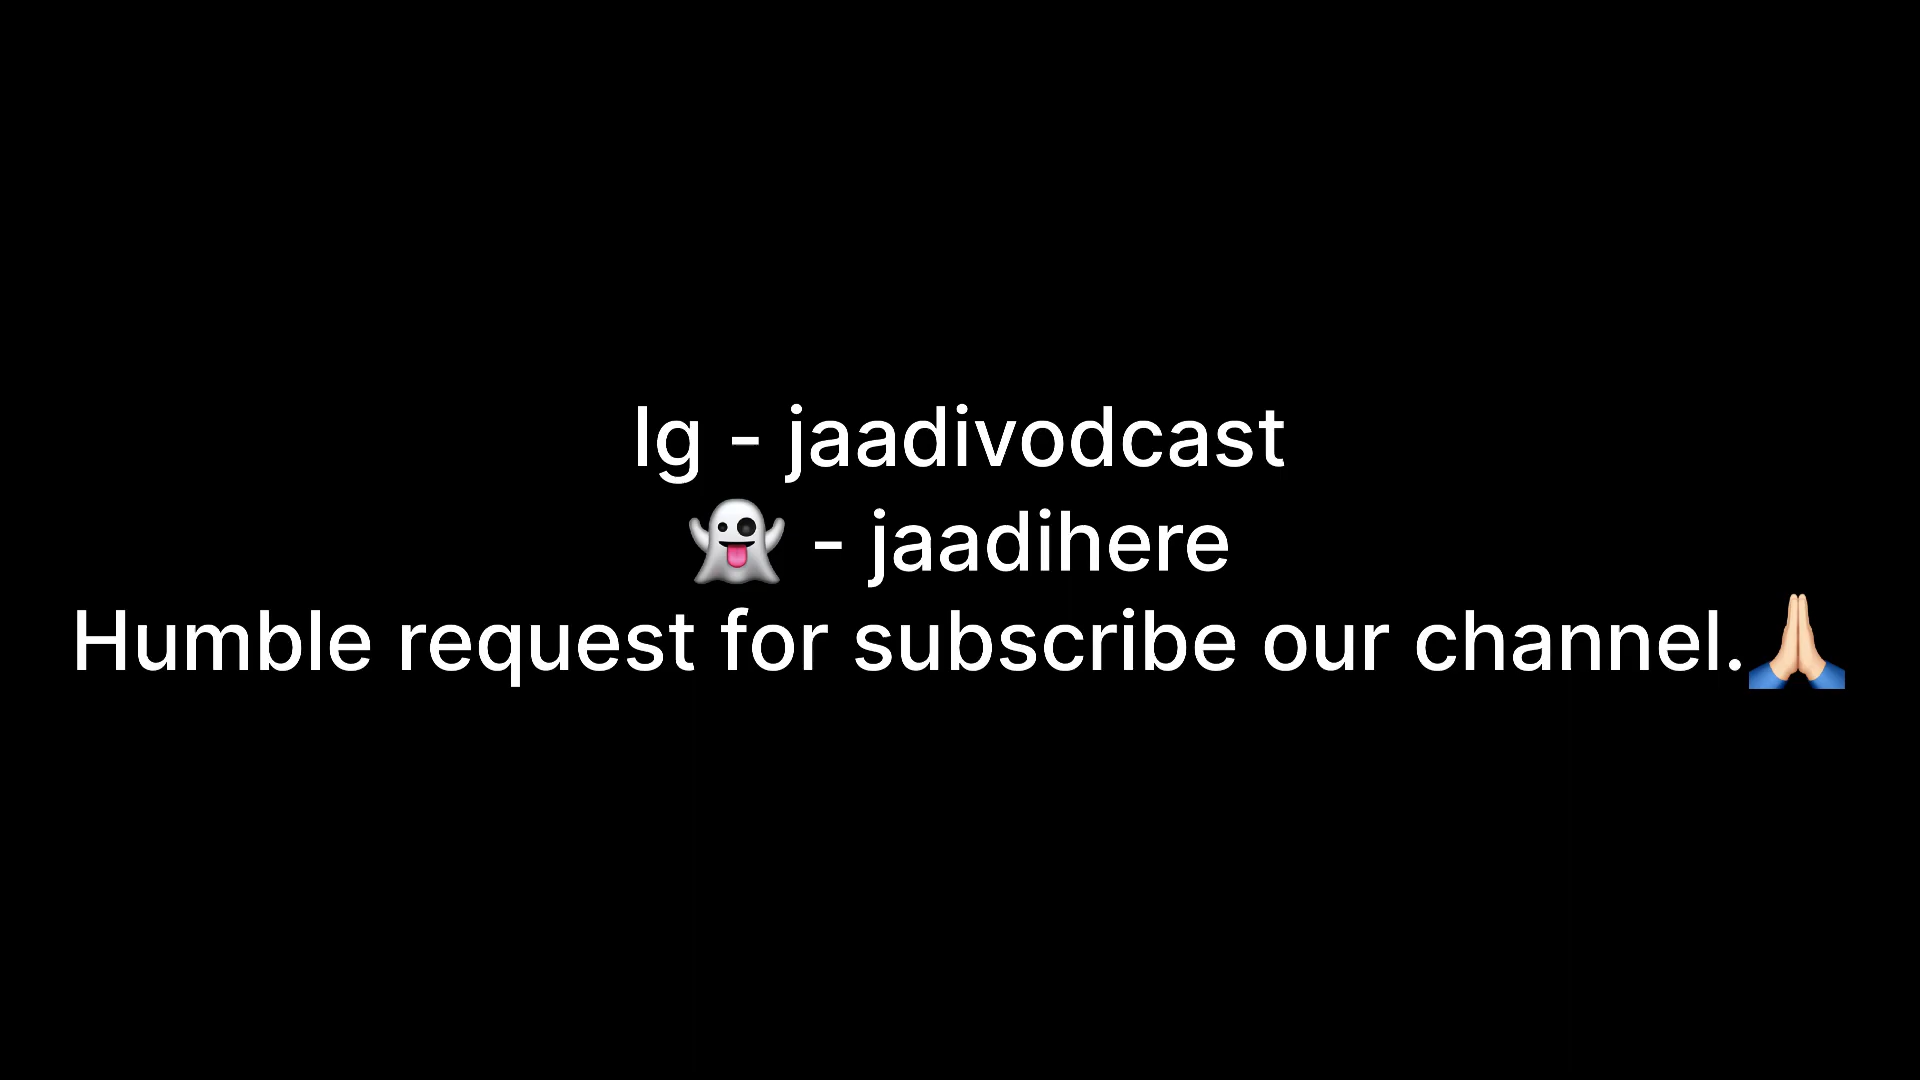 Ig - jaadivodcast
👻 - jaadihere
Humble request for subscribe our channel.🙏🏻